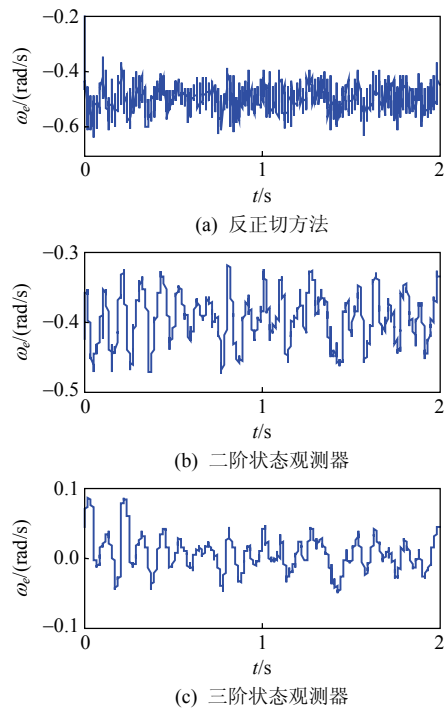 −0.2
−0.4
−0.6
ωe/(rad/s)
0 1 2
t/s
(a) 反正切方法
−0.3
−0.4
−0.5
ωe/(rad/s)
0 1 2
t/s
(b) 二阶状态观测器
0.1
0.0
−0.1
ωe/(rad/s)
0 1 2
t/s
(c) 三阶状态观测器